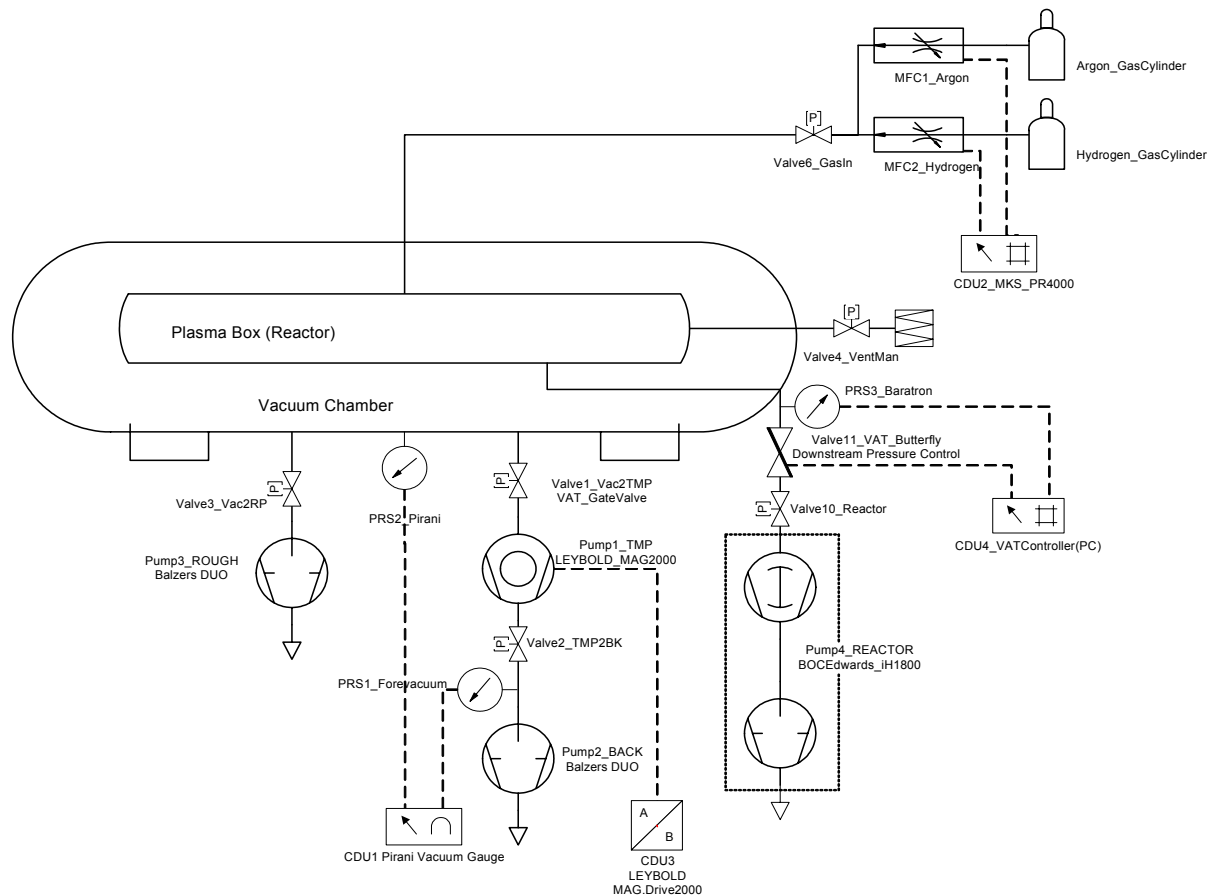 [P]
MFC1_Argon
Argon_GasCylinder
Valve6_GasIn
MFC2_Hydrogen
Hydrogen_GasCylinder
CDU2_MKS_PR4000
Plasma Box (Reactor)
[P]
Valve4_VentMan
Vacuum Chamber
PRS3_Baratron
Valve11_VAT_Butterfly
Downstream Pressure Control
[P]
Valve3_Vac2RP
PRS2_Pirani
[P]
Valve1_Vac2TMP
VAT_GateValve
[P]
Valve10_Reactor
CDU4_VATController(PC)
Pump3_ROUGH
Balzers DUO
Pump1_TMP
LEYBOLD_MAG2000
[P]
Valve2_TMP2BK
Pump4_REACTOR
BOCEdwards_iH1800
PRS1_Forevacuum
Pump2_BACK
Balzers DUO
A
B
CDU1 Pirani Vacuum Gauge
CDU3
LEYBOLD
MAG.Drive2000